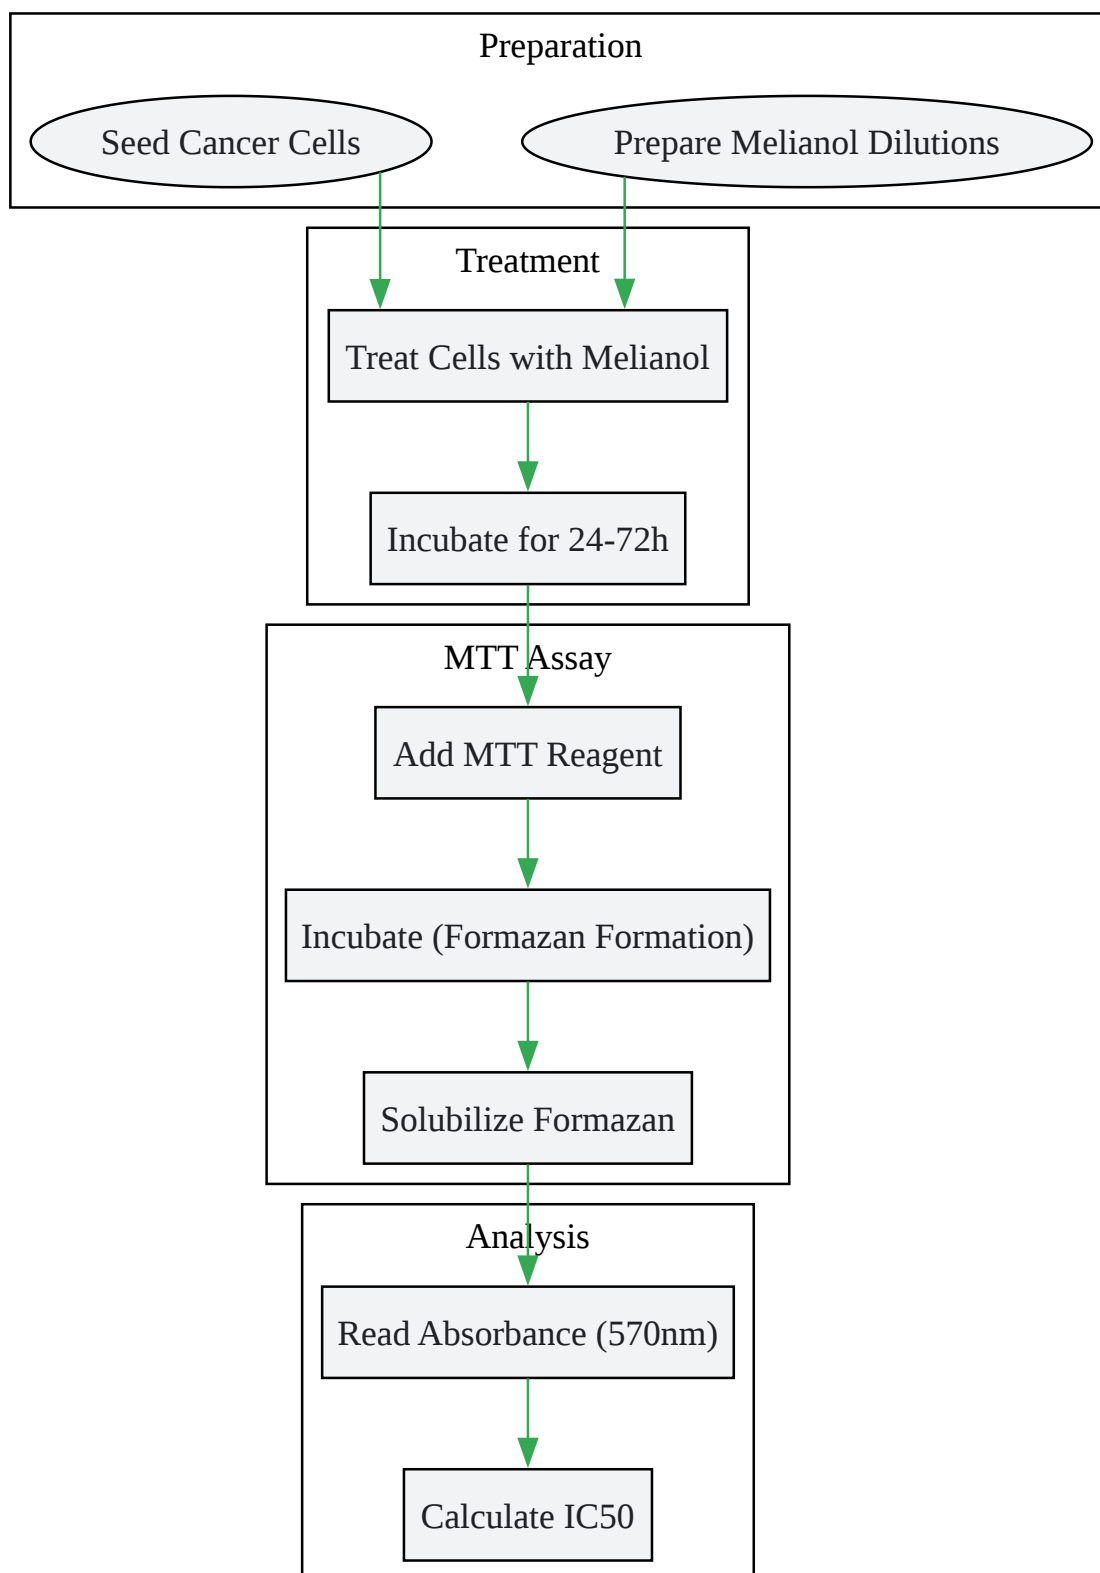 Preparation
Seed Cancer Cells
Prepare Melianol Dilutions
Treatment
Treat Cells with Melianol
Incubate for 24-72h
MTT Assay
Add MTT Reagent
Incubate (Formazan Formation)
Solubilize Formazan
Analysis
Read Absorbance (570nm)
Calculate IC50